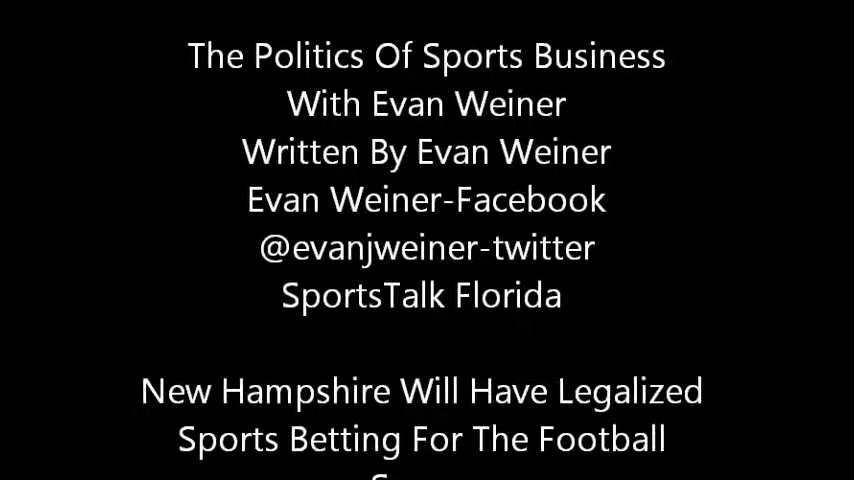 The Politics Of Sports Business
With Evan Weiner
Written By Evan Weiner
Evan Weiner-Facebook
@evanjweiner-twitter
SportsTalk Florida
New Hampshire Will Have Legalized
Sports Betting For The Football